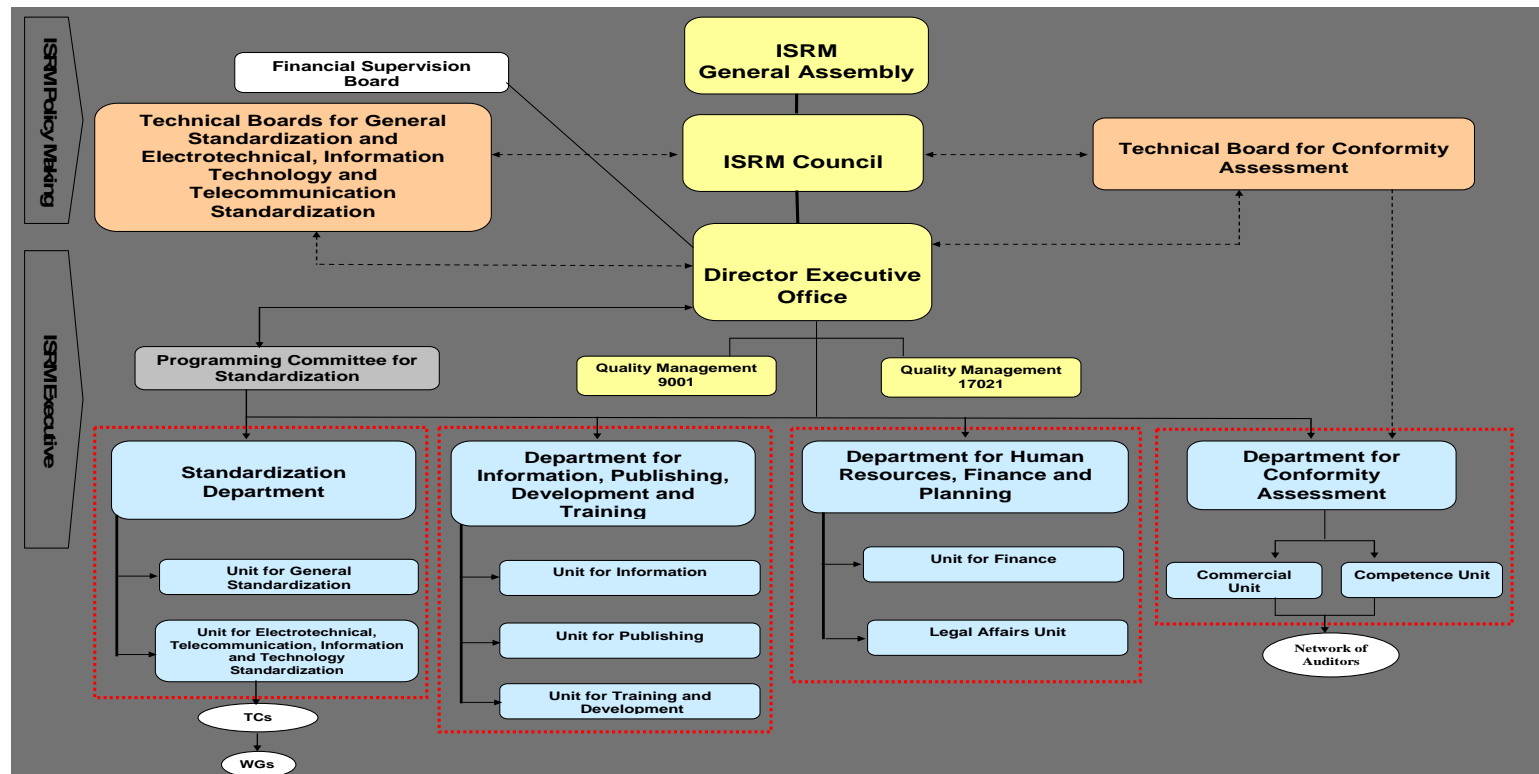 ISRM Policy Making
ISRM Executive
Financial Supervision
Board
ISRM
General Assembly
Technical Boards for General
Standardization and
Electrotechnical, Information
Technology and
Telecommunication
Standardization
ISRM Council
Technical Board for Conformity
Assessment
Director Executive
Office
Programming Committee for
Standardization
Quality Management
9001
Quality Management
17021
Standardization
Department
Unit for General
Standardization
Unit for Electrotechnical,
Telecommunication, Information
and Technology
Standardization
TCs
WGs
Department for
Information, Publishing,
Development and
Training
Unit for Information
Unit for Publishing
Unit for Training and
Development
Department for Human
Resources, Finance and
Planning
Unit for Finance
Legal Affairs Unit
Department for
Conformity
Assessment
Commercial
Unit
Competence Unit
Network of
Auditors